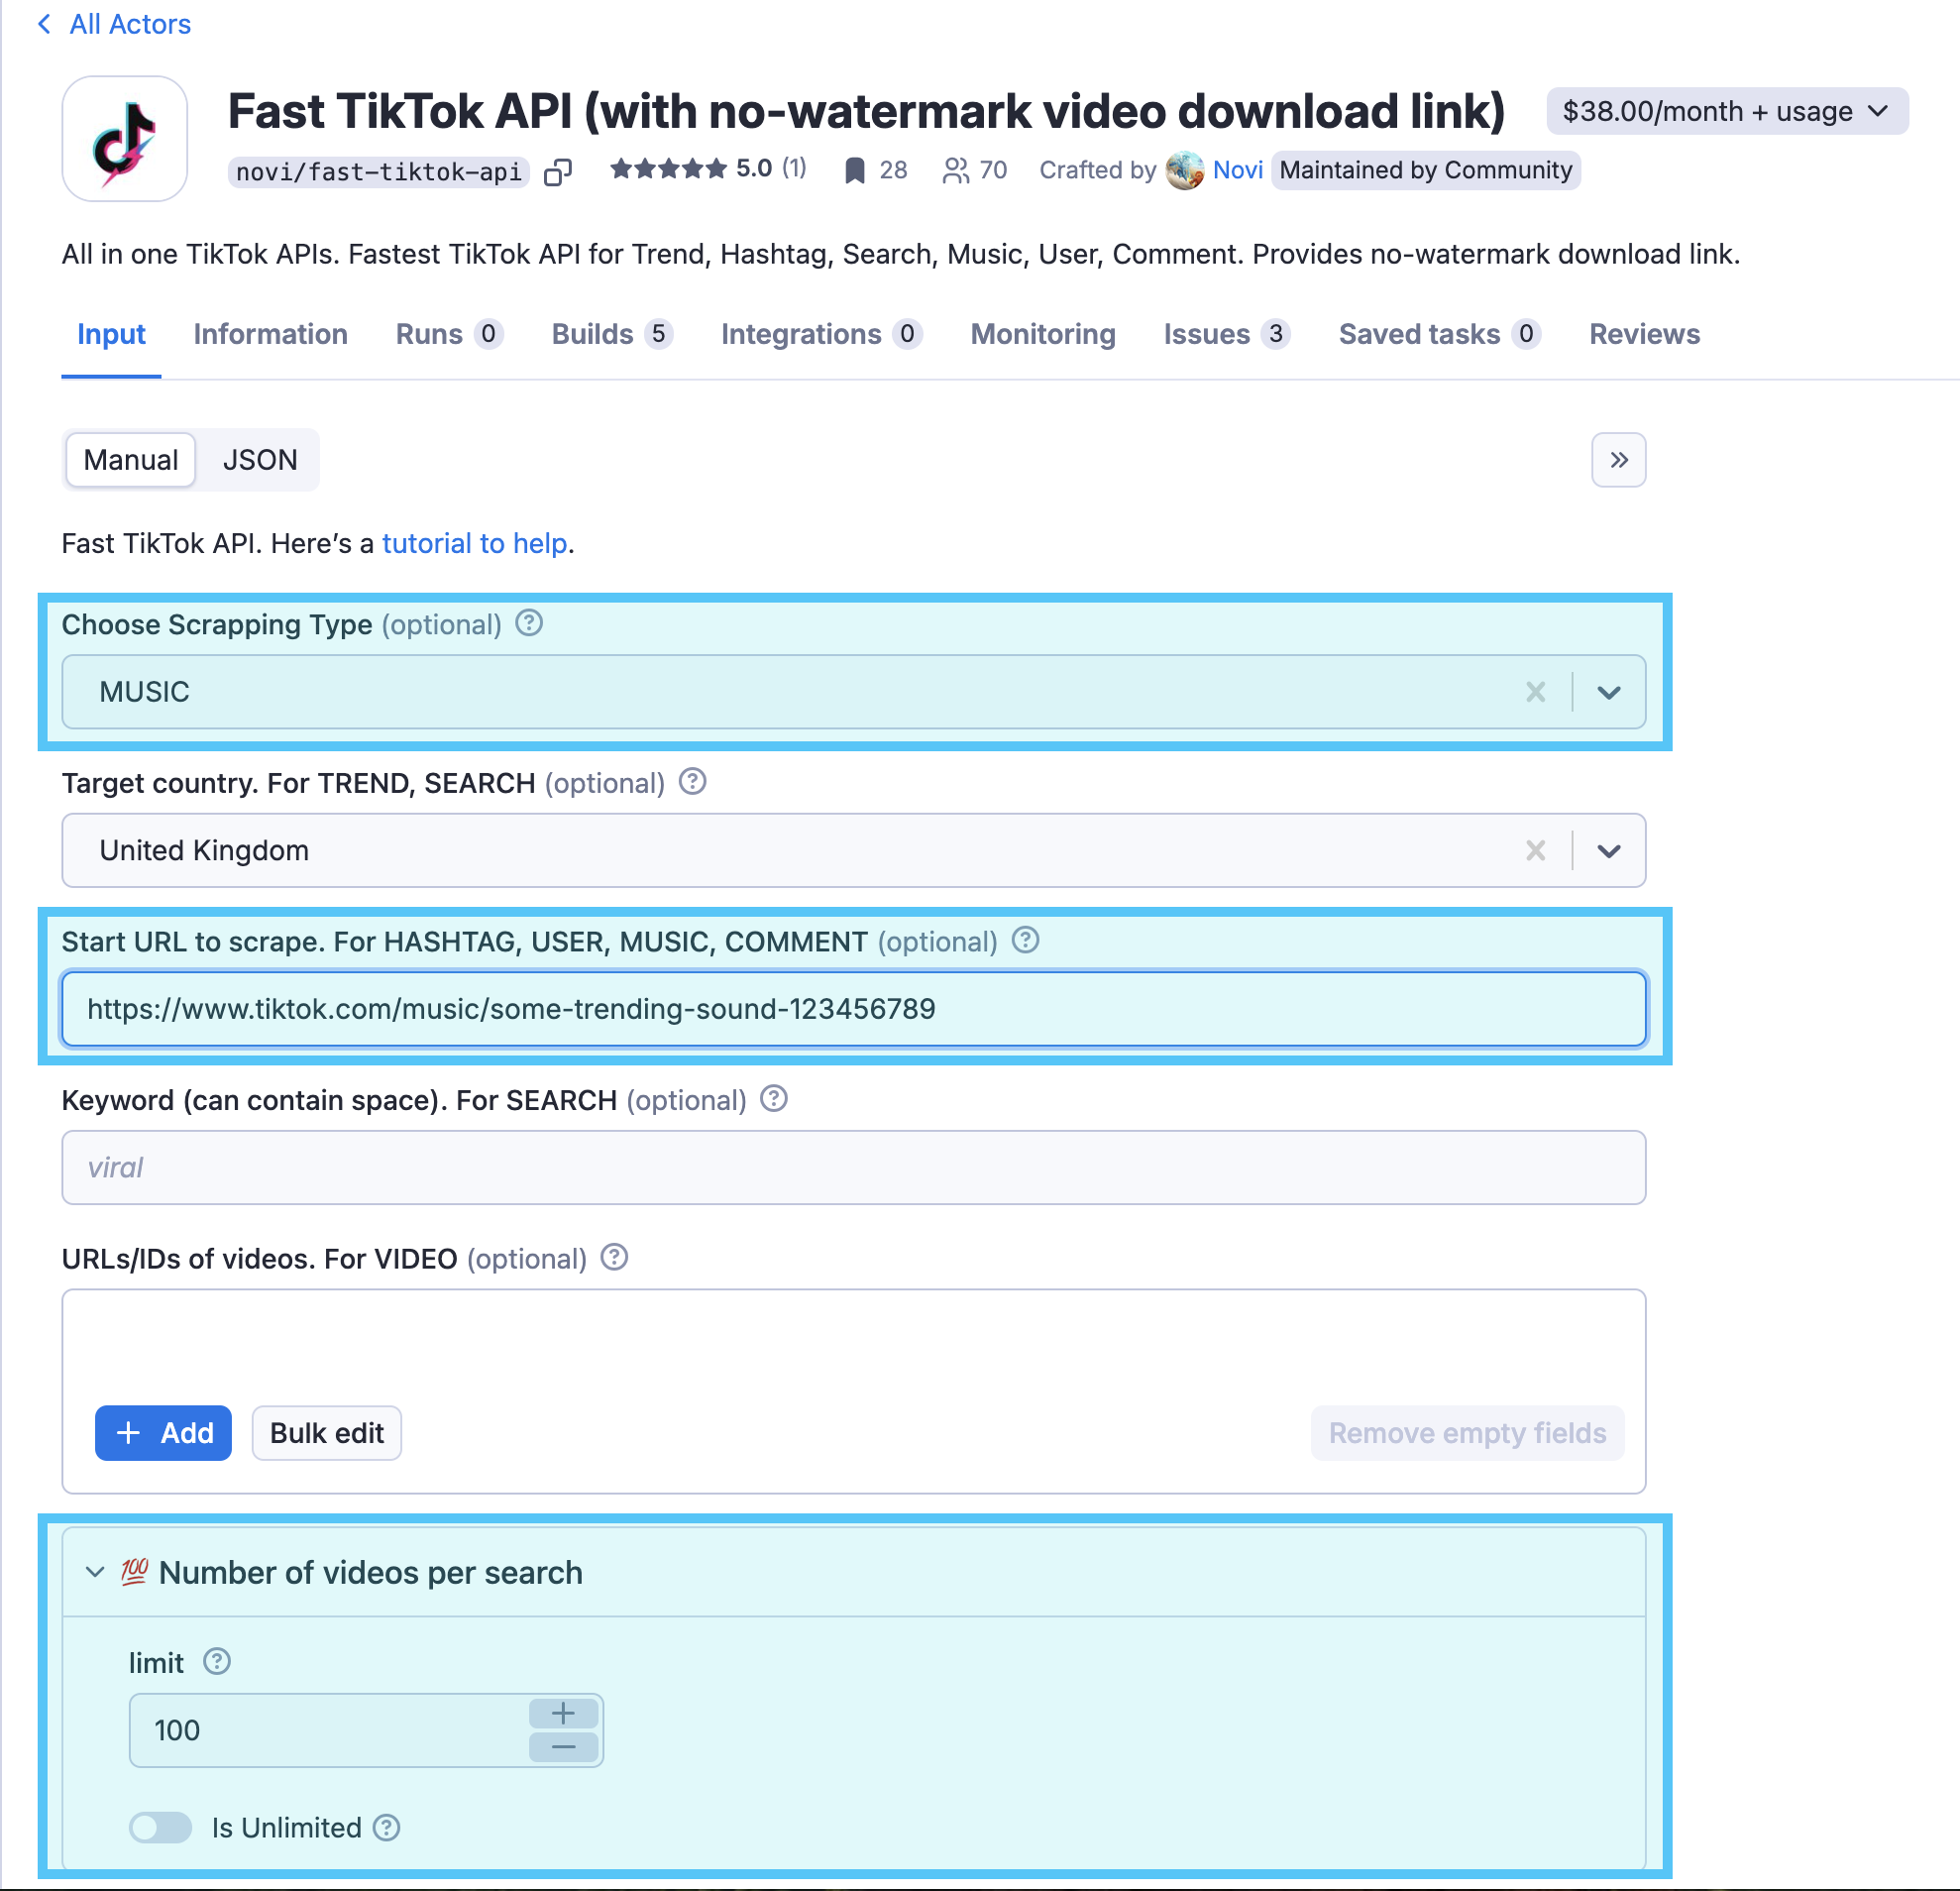 All Actors
Fast TikTok API (with no-watermark video download link)
$38.00/month + usage
novi/fast-tiktok-api 5.0 (1) 28 70 Crafted by Novi Maintained by Community
All in one TikTok APIs. Fastest TikTok API for Trend, Hashtag, Search, Music, User, Comment. Provides no-watermark download link.
Input Information Runs 0 Builds 5 Integrations 0 Monitoring Issues 3 Saved tasks 0 Reviews
Manual JSON
Fast TikTok API. Here’s a tutorial to help.
Choose Scrapping Type (optional)
MUSIC
Target country. For TREND, SEARCH (optional)
United Kingdom
Start URL to scrape. For HASHTAG, USER, MUSIC, COMMENT (optional)
https://www.tiktok.com/music/some-trending-sound-123456789
Keyword (can contain space). For SEARCH (optional)
viral
URLs/IDs of videos. For VIDEO (optional)
+ Add Bulk edit Remove empty fields
💯 Number of videos per search
limit
100
Is Unlimited